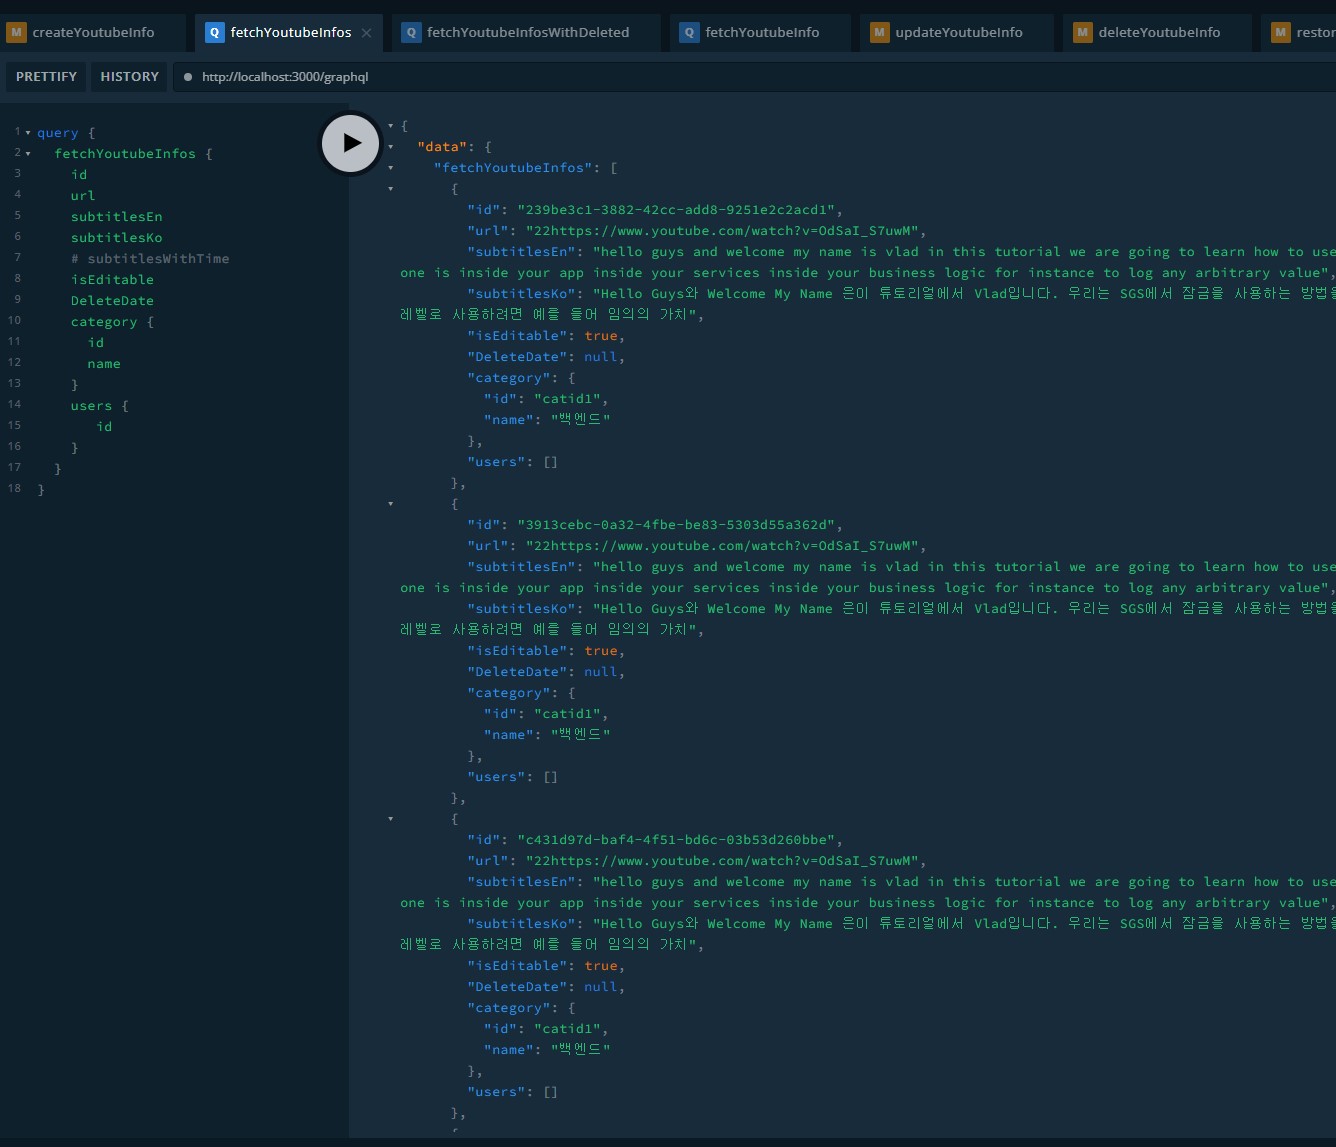 M createYoutubeInfo Q fetchYoutubeInfos × Q fetchYoutubeInfosWithDeleted Q fetchYoutubeInfo M updateYoutubeInfo M deleteYoutubeInfo M restor
PRETTIFY HISTORY http://localhost:3000/graphql
1 query {
2 fetchYoutubeInfos {
3 id
4 url
5 subtitlesEn
6 subtitlesKo
7 # subtitlesWithTime
8 isEditable
9 DeleteDate
10 category {
11 id
12 name
13 }
14 users {
15 id
16 }
17 }
18 }
{
"data": {
"fetchYoutubeInfos": [
{
"id": "239be3c1-3882-42cc-add8-9251e2c2acd1",
"url": "22https://www.youtube.com/watch?v=OdSaI_S7uwM",
"subtitlesEn": "hello guys and welcome my name is vlad in this tutorial we are going to learn how to use
one is inside your app inside your services inside your business logic for instance to log any arbitrary value",
"subtitlesKo": "Hello Guys와 Welcome My Name 은이 튜토리얼에서 Vlad입니다. 우리는 SGS에서 잠금을 사용하는 방법을
레벨로 사용하려면 예를 들어 임의의 가치",
"isEditable": true,
"DeleteDate": null,
"category": {
"id": "catid1",
"name": "백엔드"
},
"users": []
},
{
"id": "3913cebc-0a32-4fbe-be83-5303d55a362d",
"url": "22https://www.youtube.com/watch?v=OdSaI_S7uwM",
"subtitlesEn": "hello guys and welcome my name is vlad in this tutorial we are going to learn how to use
one is inside your app inside your services inside your business logic for instance to log any arbitrary value",
"subtitlesKo": "Hello Guys와 Welcome My Name 은이 튜토리얼에서 Vlad입니다. 우리는 SGS에서 잠금을 사용하는 방법을
레벨로 사용하려면 예를 들어 임의의 가치",
"isEditable": true,
"DeleteDate": null,
"category": {
"id": "catid1",
"name": "백엔드"
},
"users": []
},
{
"id": "c431d97d-baf4-4f51-bd6c-03b53d260bbe",
"url": "22https://www.youtube.com/watch?v=OdSaI_S7uwM",
"subtitlesEn": "hello guys and welcome my name is vlad in this tutorial we are going to learn how to use
one is inside your app inside your services inside your business logic for instance to log any arbitrary value",
"subtitlesKo": "Hello Guys와 Welcome My Name 은이 튜토리얼에서 Vlad입니다. 우리는 SGS에서 잠금을 사용하는 방법을
레벨로 사용하려면 예를 들어 임의의 가치",
"isEditable": true,
"DeleteDate": null,
"category": {
"id": "catid1",
"name": "백엔드"
},
"users": []
},